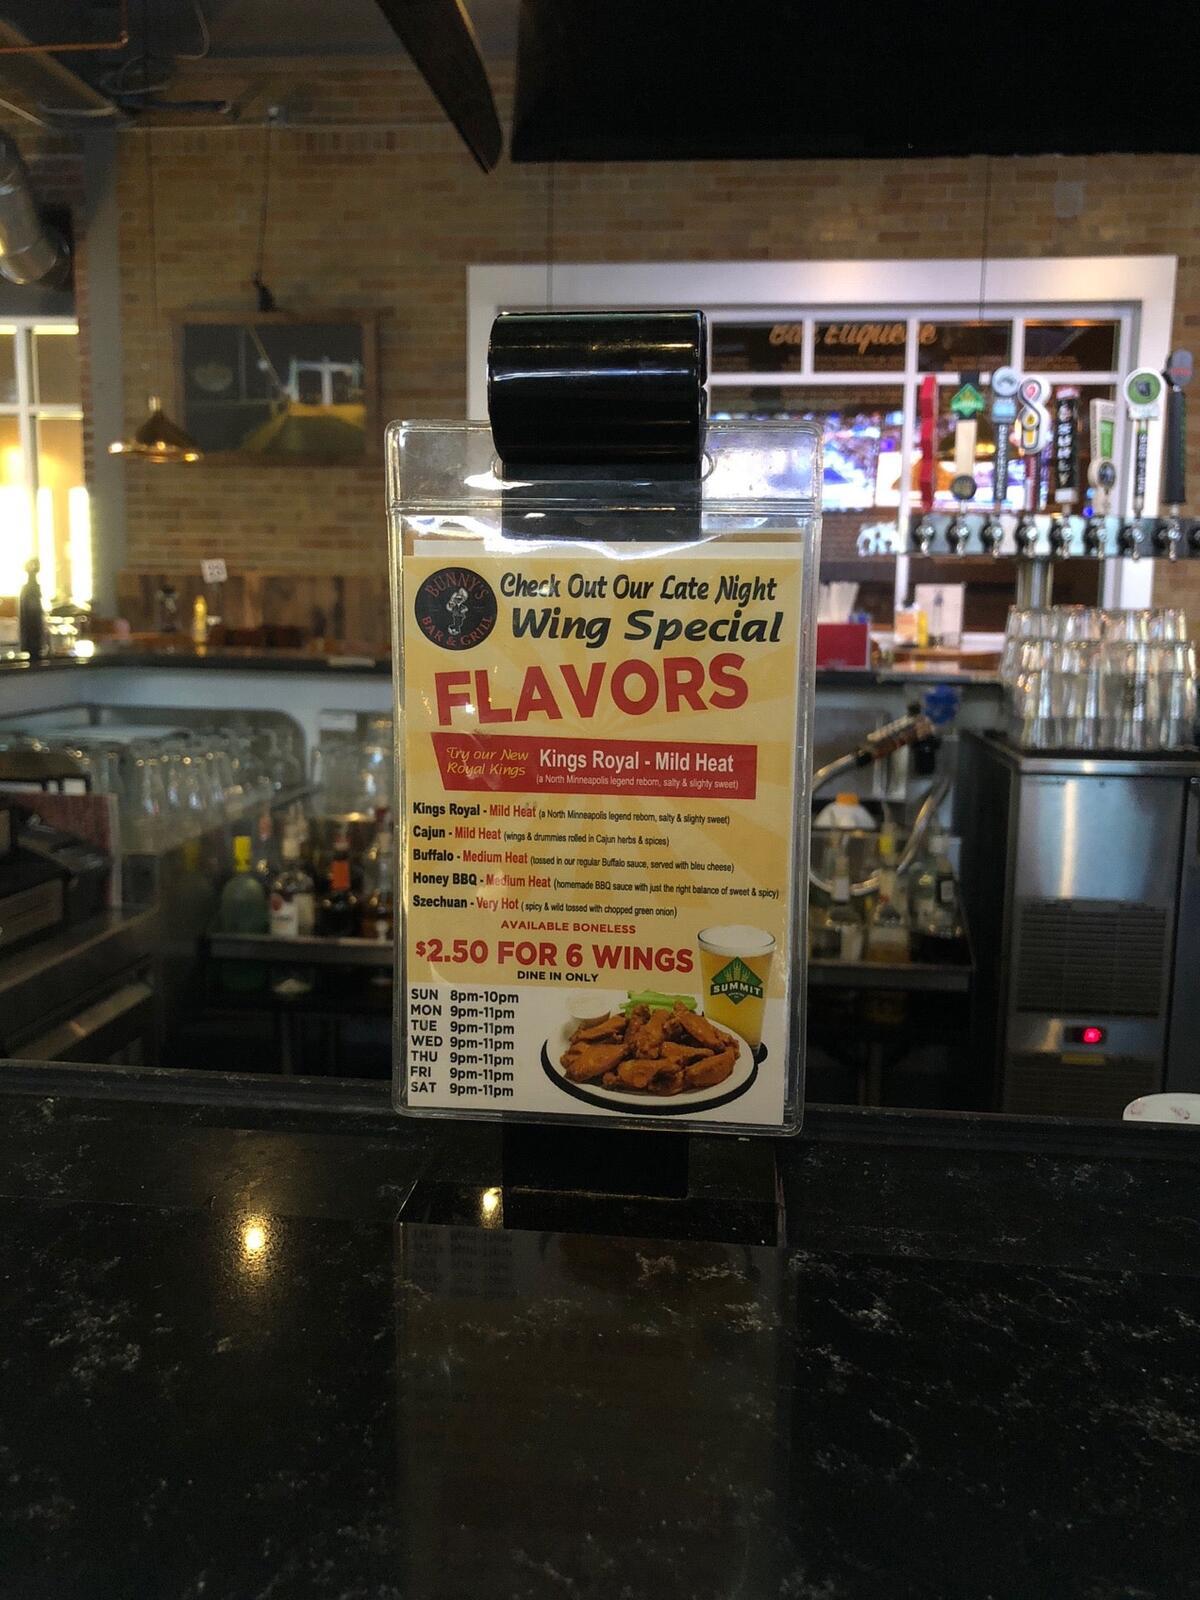 Bar Etiquette
SUMMIT
BUNNY'S
BAR & GRILL
Check Out Our Late Night
Wing Special
FLAVORS
Try our New
Royal Kings
Kings Royal - Mild Heat
(a North Minneapolis legend reborn, salty & slighty sweet)
Kings Royal - Mild Heat (a North Minneapolis legend reborn, salty & slighty sweet)
Cajun - Mild Heat (wings & drummies rolled in Cajun herbs & spices)
Buffalo - Medium Heat (tossed in our regular Buffalo sauce, served with bleu cheese)
Honey BBQ - Medium Heat (homemade BBQ sauce with just the right balance of sweet & spicy)
Szechuan - Very Hot ( spicy & wild tossed with chopped green onion)
AVAILABLE BONELESS
$2.50 FOR 6 WINGS
DINE IN ONLY
SUN 8pm-10pm
MON 9pm-11pm
TUE 9pm-11pm
WED 9pm-11pm
THU 9pm-11pm
FRI 9pm-11pm
SAT 9pm-11pm
SUMMIT